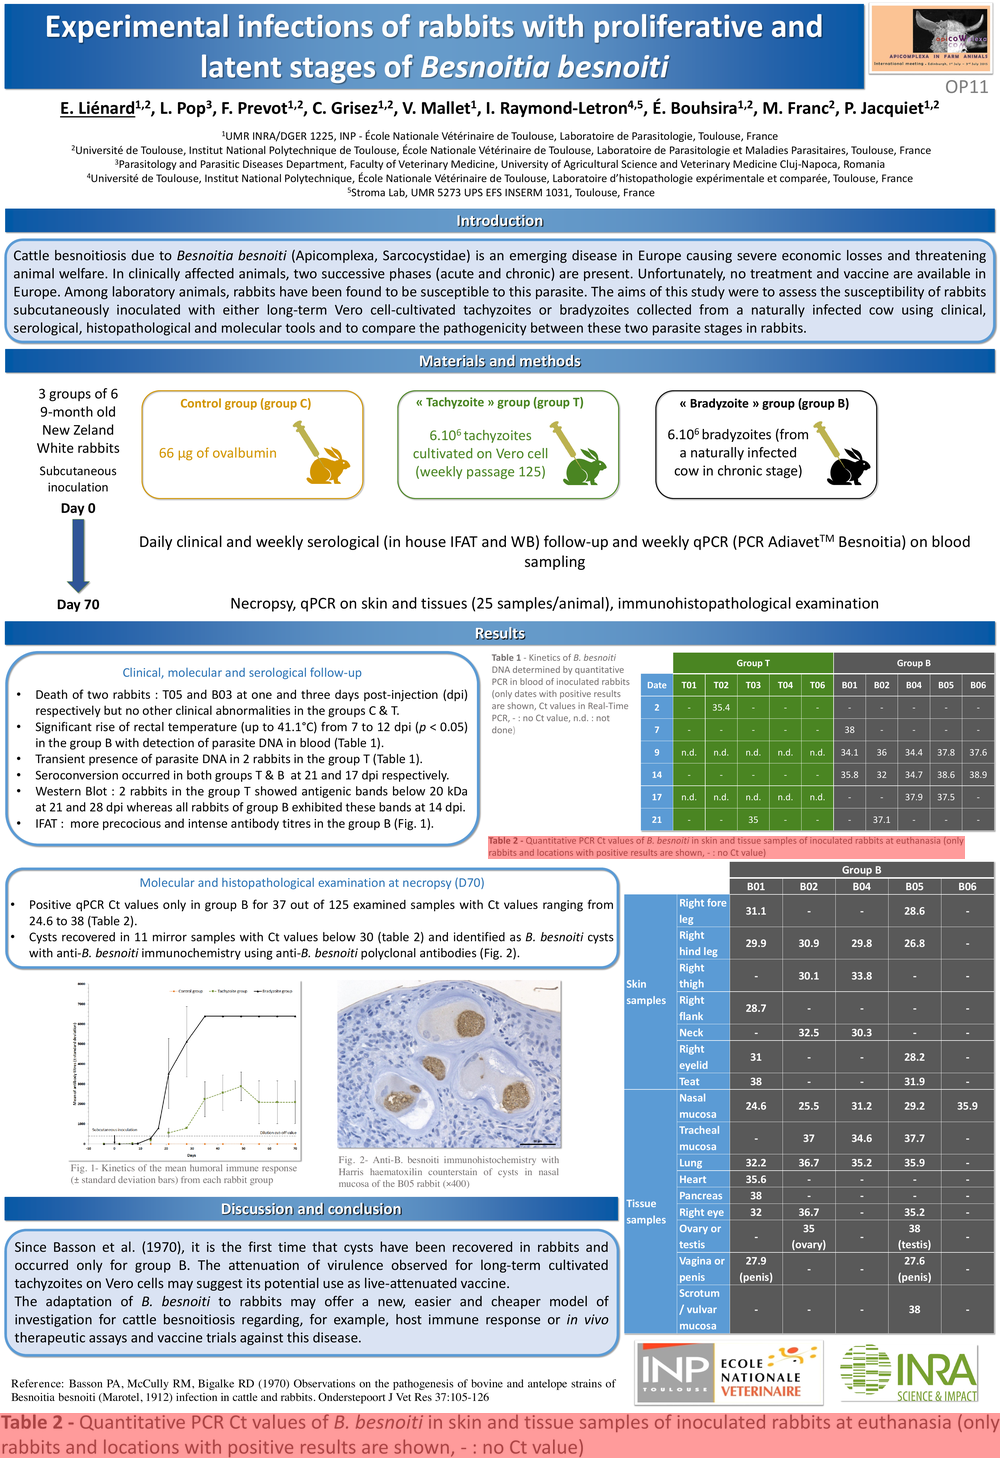 Experimental infections of rabbits with proliferative and
latent stages of Besnoitia besnoiti
apicoWplexa
APICOMPLEXA IN FARM ANIMALS
OP11
E. Liénard1,2, L. Pop3, F. Prevot1,2, C. Grisez1,2, V. Mallet1, I. Raymond-Letron4,5, É. Bouhsira1,2, M. Franc2, P. Jacquiet1,2
1UMR INRA/DGER 1225, INP - École Nationale Vétérinaire de Toulouse, Laboratoire de Parasitologie, Toulouse, France
2Université de Toulouse, Institut National Polytechnique de Toulouse, École Nationale Vétérinaire de Toulouse, Laboratoire de Parasitologie et Maladies Parasitaires, Toulouse, France
3Parasitology and Parasitic Diseases Department, Faculty of Veterinary Medicine, University of Agricultural Science and Veterinary Medicine Cluj-Napoca, Romania
4Université de Toulouse, Institut National Polytechnique, École Nationale Vétérinaire de Toulouse, Laboratoire d'histopathologie expérimentale et comparée, Toulouse, France
5Stroma Lab, UMR 5273 UPS EFS INSERM 1031, Toulouse, France
Introduction
Cattle besnoitiosis due to Besnoitia besnoiti (Apicomplexa, Sarcocystidae) is an emerging disease in Europe causing severe economic losses and threatening
animal welfare. In clinically affected animals, two successive phases (acute and chronic) are present. Unfortunately, no treatment and vaccine are available in
Europe. Among laboratory animals, rabbits have been found to be susceptible to this parasite. The aims of this study were to assess the susceptibility of rabbits
subcutaneously inoculated with either long-term Vero cell-cultivated tachyzoites or bradyzoites collected from a naturally infected cow using clinical,
serological, histopathological and molecular tools and to compare the pathogenicity between these two parasite stages in rabbits.
Materials and methods
3 groups of 6
9-month old
New Zeland
White rabbits
Subcutaneous
inoculation
Day 0
Day 70
Control group (group C)
66 µg of ovalbumin
« Tachyzoite » group (group T)
6.10⁶ tachyzoites
cultivated on Vero cell
(weekly passage 125)
« Bradyzoite » group (group B)
6.10⁶ bradyzoites (from
a naturally infected
cow in chronic stage)
Daily clinical and weekly serological (in house IFAT and WB) follow-up and weekly qPCR (PCR Adiavet™ Besnoitia) on blood
sampling
Necropsy, qPCR on skin and tissues (25 samples/animal), immunohistopathological examination
Results
Clinical, molecular and serological follow-up
• Death of two rabbits : T05 and B03 at one and three days post-injection (dpi)
respectively but no other clinical abnormalities in the groups C & T.
• Significant rise of rectal temperature (up to 41.1°C) from 7 to 12 dpi (p < 0.05)
in the group B with detection of parasite DNA in blood (Table 1).
• Transient presence of parasite DNA in 2 rabbits in the group T (Table 1).
• Seroconversion occurred in both groups T & B at 21 and 17 dpi respectively.
• Western Blot : 2 rabbits in the group T showed antigenic bands below 20 kDa
at 21 and 28 dpi whereas all rabbits of group B exhibited these bands at 14 dpi.
• IFAT : more precocious and intense antibody titres in the group B (Fig. 1).
Table 1 - Kinetics of B. besnoiti
DNA determined by quantitative
PCR in blood of inoculated rabbits
(only dates with positive results
are shown, Ct values in Real-Time
PCR, - : no Ct value, n.d. : not
done)
Group T Group B
Date T01 T02 T03 T04 T06 B01 B02 B04 B05 B06
2 - 35.4 - - - - - - - -
7 - - - - - 38 - - - -
9 n.d. n.d. n.d. n.d. n.d. 34.1 36 34.4 37.8 37.6
14 - - - - - 35.8 32 34.7 38.6 38.9
17 n.d. n.d. n.d. n.d. n.d. - - 37.9 37.5 -
21 - - 35 - - - 37.1 - - -
Table 2 - Quantitative PCR Ct values of B. besnoiti in skin and tissue samples of inoculated rabbits at euthanasia (only
rabbits and locations with positive results are shown, - : no Ct value)
Molecular and histopathological examination at necropsy (D70)
• Positive qPCR Ct values only in group B for 37 out of 125 examined samples with Ct values ranging from
24.6 to 38 (Table 2).
• Cysts recovered in 11 mirror samples with Ct values below 30 (table 2) and identified as B. besnoiti cysts
with anti-B. besnoiti immunochemistry using anti-B. besnoiti polyclonal antibodies (Fig. 2).
Group B
B01 B02 B04 B05 B06
Skin
samples
Right fore
leg 31.1 - - 28.6 -
Right
hind leg 29.9 30.9 29.8 26.8 -
Right
thigh - 30.1 33.8 - -
Right
flank 28.7 - - - -
Neck - 32.5 30.3 - -
Right
eyelid 31 - - 28.2 -
Teat 38 - - 31.9 -
Tissue
samples
Nasal
mucosa 24.6 25.5 31.2 29.2 35.9
Tracheal
mucosa - 37 34.6 37.7 -
Lung 32.2 36.7 35.2 35.9 -
Heart 35.6 - - - -
Pancreas 38 - - - -
Right eye 32 36.7 - 35.2 -
Ovary or
testis - 35 (ovary) - 38 (testis) -
Vagina or
penis 27.9 (penis) - - 27.6 (penis) -
Scrotum
/ vulvar
mucosa - - - 38 -
Control group Tachyzoite group Bradyzoite group
Subcutaneous inoculation
Dilution cut-off value
Days
Fig. 1- Kinetics of the mean humoral immune response
(± standard deviation bars) from each rabbit group
Fig. 2- Anti-B. besnoiti immunohistochemistry with
Harris haematoxilin counterstain of cysts in nasal
mucosa of the B05 rabbit (×400)
Discussion and conclusion
Since Basson et al. (1970), it is the first time that cysts have been recovered in rabbits and
occurred only for group B. The attenuation of virulence observed for long-term cultivated
tachyzoites on Vero cells may suggest its potential use as live-attenuated vaccine.
The adaptation of B. besnoiti to rabbits may offer a new, easier and cheaper model of
investigation for cattle besnoitiosis regarding, for example, host immune response or in vivo
therapeutic assays and vaccine trials against this disease.
Reference: Basson PA, McCully RM, Bigalke RD (1970) Observations on the pathogenesis of bovine and antelope strains of
Besnoitia besnoiti (Marotel, 1912) infection in cattle and rabbits. Onderstepoort J Vet Res 37:105-126
INP
TOULOUSE
ECOLE
NATIONALE
VETERINAIRE
INRA
SCIENCE & IMPACT
Table 2 - Quantitative PCR Ct values of B. besnoiti in skin and tissue samples of inoculated rabbits at euthanasia (only
rabbits and locations with positive results are shown, - : no Ct value)